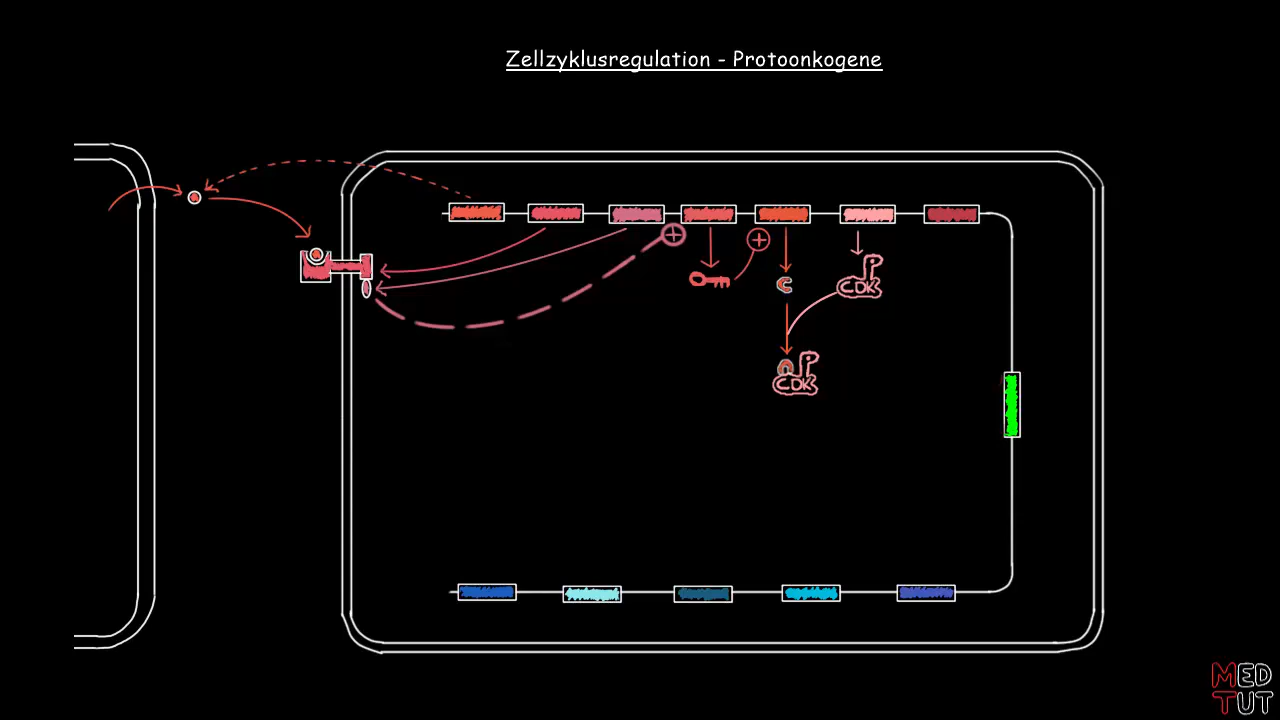 Zellzyklusregulation - Protoonkogene
P
C
CDK
P
CDK
MED
TUT